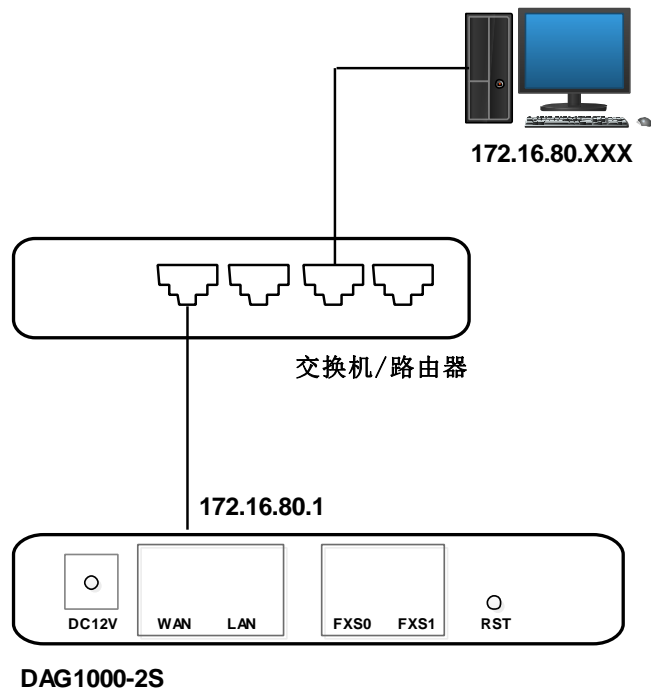 172.16.80.XXX
交换机/路由器
172.16.80.1
DC12V WAN LAN FXS0 FXS1 RST
DAG1000-2S